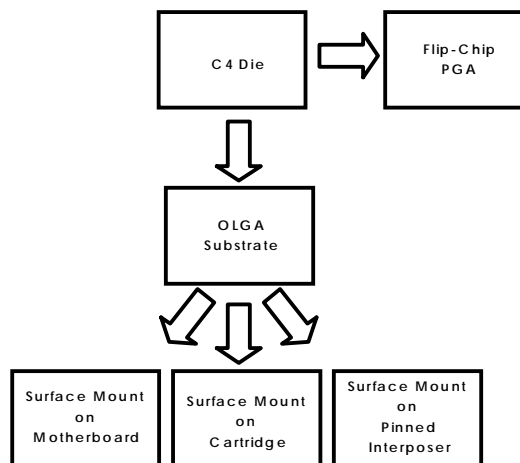 C4 Die
Flip-Chip
PGA
OLGA
Substrate
Surface Mount
on
Motherboard
Surface Mount
on
Cartridge
Surface Mount
on
Pinned
Interposer